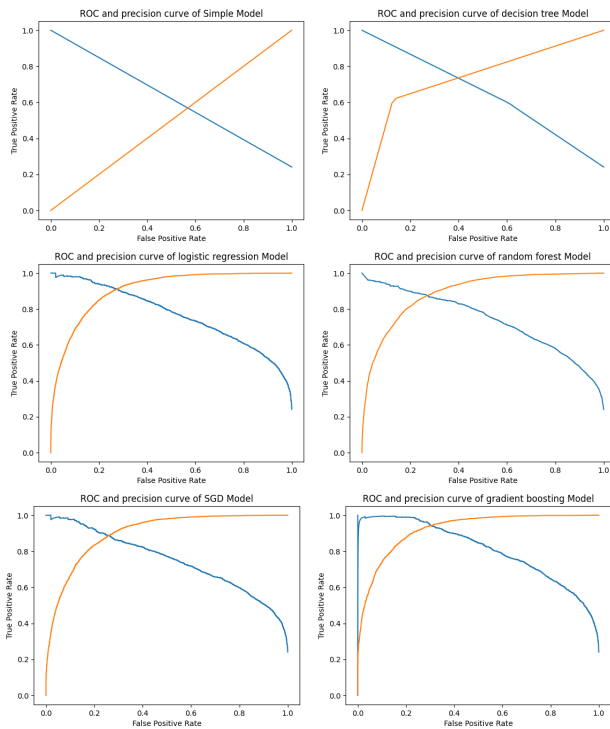 ROC and precision curve of Simple Model
1.0
0.8
0.6
0.4
0.2
0.0
True Positive Rate
0.0 0.2 0.4 0.6 0.8 1.0
False Positive Rate
ROC and precision curve of decision tree Model
1.0
0.8
0.6
0.4
0.2
0.0
True Positive Rate
0.0 0.2 0.4 0.6 0.8 1.0
False Positive Rate
ROC and precision curve of logistic regression Model
1.0
0.8
0.6
0.4
0.2
0.0
True Positive Rate
0.0 0.2 0.4 0.6 0.8 1.0
False Positive Rate
ROC and precision curve of random forest Model
1.0
0.8
0.6
0.4
0.2
0.0
True Positive Rate
0.0 0.2 0.4 0.6 0.8 1.0
False Positive Rate
ROC and precision curve of SGD Model
1.0
0.8
0.6
0.4
0.2
0.0
True Positive Rate
0.0 0.2 0.4 0.6 0.8 1.0
False Positive Rate
ROC and precision curve of gradient boosting Model
1.0
0.8
0.6
0.4
0.2
0.0
True Positive Rate
0.0 0.2 0.4 0.6 0.8 1.0
False Positive Rate